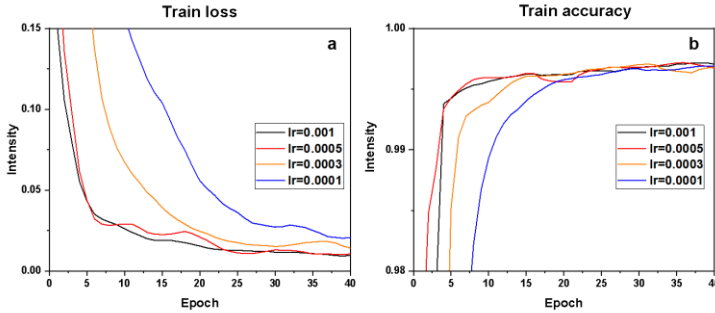 Train loss
0.15
0.10
0.05
0.00
Intensity
a
lr=0.001
lr=0.0005
lr=0.0003
lr=0.0001
0 5 10 15 20 25 30 35 40
Epoch
Train accuracy
1.00
0.99
0.98
Intensity
b
lr=0.001
lr=0.0005
lr=0.0003
lr=0.0001
0 5 10 15 20 25 30 35 40
Epoch